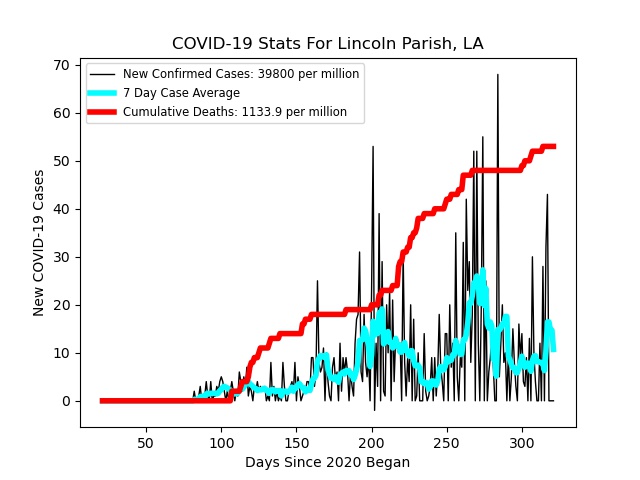 COVID-19 Stats For Lincoln Parish, LA
New Confirmed Cases: 39800 per million
7 Day Case Average
Cumulative Deaths: 1133.9 per million
New COVID-19 Cases
70
60
50
40
30
20
10
0
50 100 150 200 250 300
Days Since 2020 Began